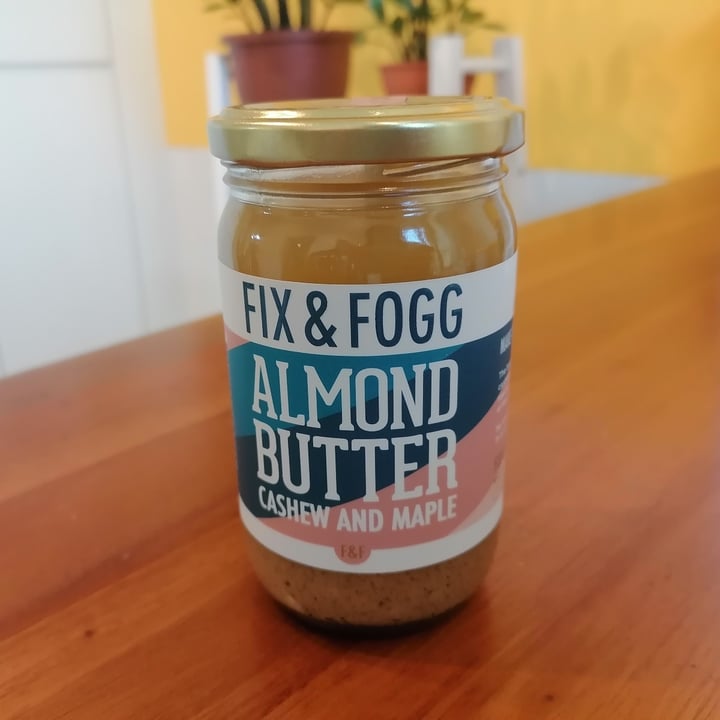 FIX & FOGG
ALMOND
BUTTER
CASHEW AND MAPLE
F&F